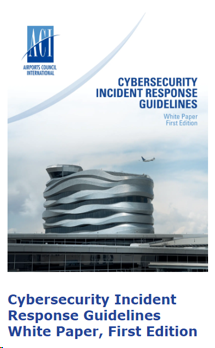 ACI
AIRPORTS COUNCIL
INTERNATIONAL
CYBERSECURITY
INCIDENT RESPONSE
GUIDELINES
White Paper
First Edition
Cybersecurity Incident
Response Guidelines
White Paper, First Edition